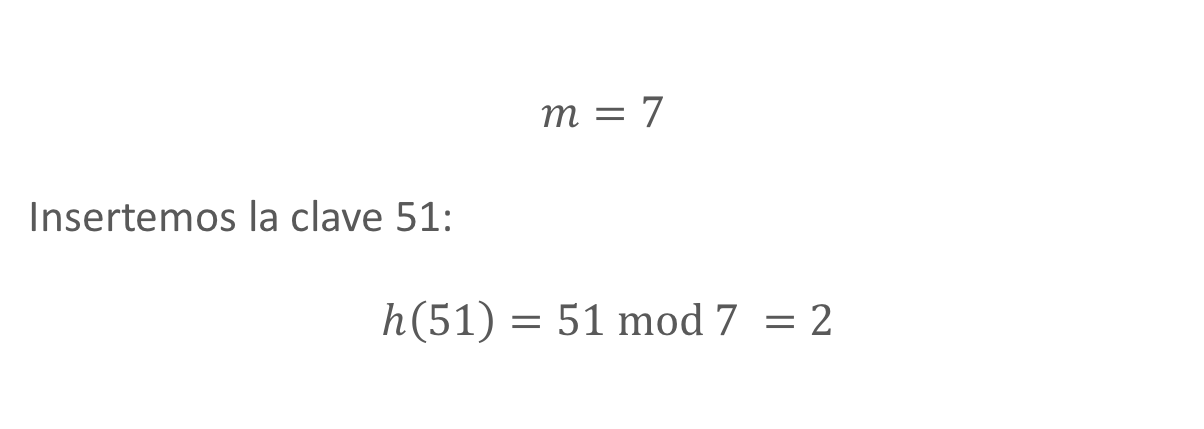 m = 7
Insertemos la clave 51:
h(51) = 51 mod 7 = 2